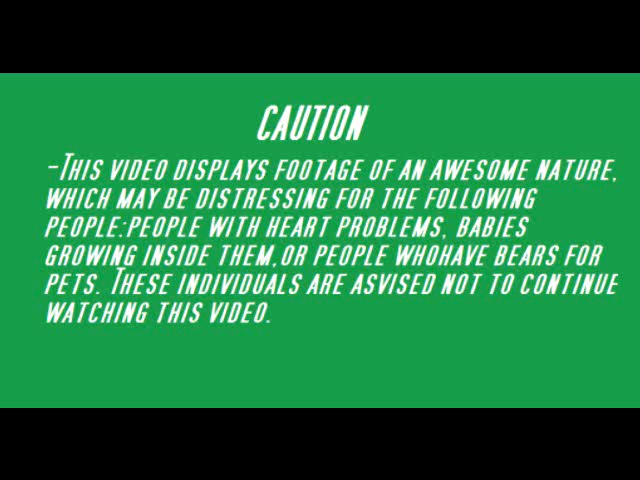 CAUTION
-THIS VIDEO DISPLAYS FOOTAGE OF AN AWESOME NATURE,
WHICH MAY BE DISTRESSING FOR THE FOLLOWING
PEOPLE:PEOPLE WITH HEART PROBLEMS, BABIES
GROWING INSIDE THEM,OR PEOPLE WHOHAVE BEARS FOR
PETS. THESE INDIVIDUALS ARE ASVISED NOT TO CONTINUE
WATCHING THIS VIDEO.